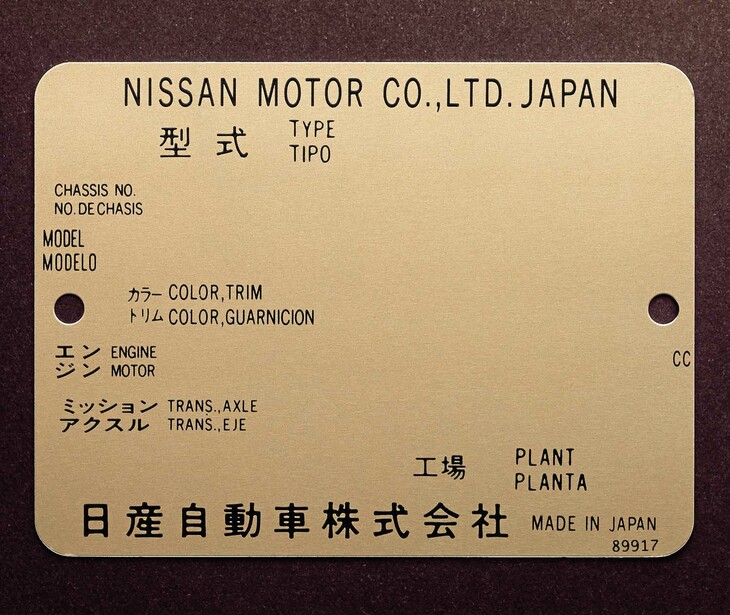 NISSAN MOTOR CO.,LTD. JAPAN
型式 TYPE
TIPO
CHASSIS NO.
NO. DE CHASIS
MODEL
MODELO
カラー COLOR,TRIM
トリム COLOR,GUARNICION
エン ENGINE
ジン MOTOR
CC
ミッション TRANS.,AXLE
アクスル TRANS.,EJE
工場 PLANT
PLANTA
日産自動車株式会社 MADE IN JAPAN
89917